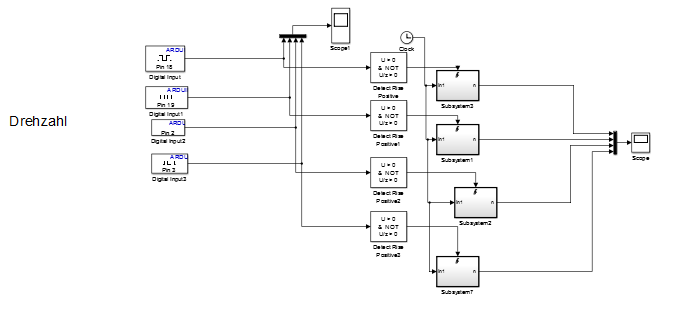 Scope1
Clock
ARDU
Pin 18
Digital Input
U > 0
& NOT
U/z > 0
Detect Rise
Positive
In1
n
Subsystem3
ARDUI
Pin 19
Digital Input1
Drehzahl
U > 0
& NOT
U/z > 0
Detect Rise
Positive1
In1
n
Subsystem1
Scope
ARDU
Pin 2
Digital Input2
ARDU
Pin 3
Digital Input3
U > 0
& NOT
U/z > 0
Detect Rise
Positive2
In1
n
Subsystem2
U > 0
& NOT
U/z > 0
Detect Rise
Positive3
In1
n
Subsystem7